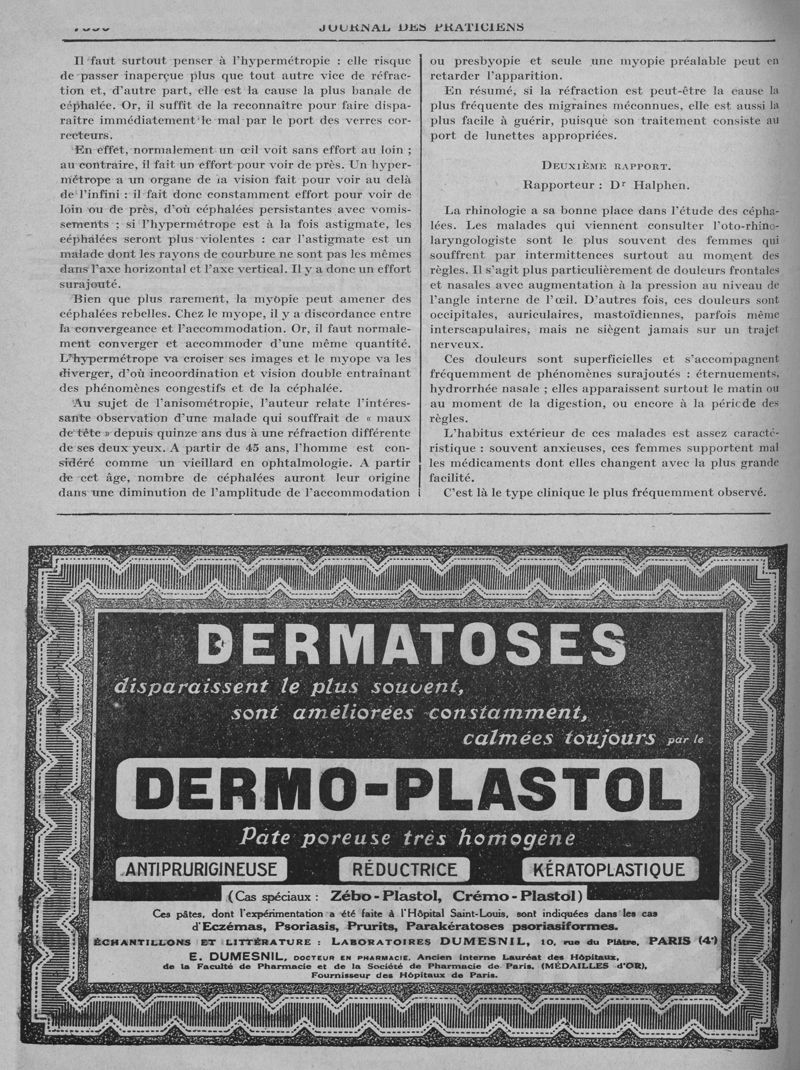 JOURNAL DES PRATICIENS
Il faut surtout penser à l'hypermétropie : elle risque
de passer inaperçue plus que tout autre vice de réfrac-
tion et, d'autre part, elle est la cause la plus banale de
céphalée. Or, il suffit de la reconnaître pour faire dispa-
raître immédiatement le mal par le port des verres cor-
recteurs.
En effet, normalement un œil voit sans effort au loin ;
au contraire, il fait un effort pour voir de près. Un hyper-
métrope a un organe de la vision fait pour voir au delà
de l'infini : il fait donc constamment effort pour voir de
loin ou de près, d'où céphalées persistantes avec vomis-
sements ; si l'hypermétrope est à la fois astigmate, les
céphalées seront plus violentes : car l'astigmate est un
malade dont les rayons de courbure ne sont pas les mêmes
dans l'axe horizontal et l'axe vertical. Il y a donc un effort
surajouté.
Bien que plus rarement, la myopie peut amener des
céphalées rebelles. Chez le myope, il y a discordance entre
la convergeance et l'accommodation. Or, il faut normale-
ment converger et accommoder d'une même quantité.
L'hypermétrope va croiser ses images et le myope va les
diverger, d'où incoordination et vision double entraînant
des phénomènes congestifs et de la céphalée.
Au sujet de l'anisométropie, l'auteur relate l'intéres-
sante observation d'une malade qui souffrait de « maux
de tête » depuis quinze ans dus à une réfraction différente
de ses deux yeux. A partir de 45 ans, l'homme est con-
sidéré comme un vieillard en ophtalmologie. A partir
de cet âge, nombre de céphalées auront leur origine
dans une diminution de l'amplitude de l'accommodation
ou presbyopie et seule une myopie préalable peut en
retarder l'apparition.
En résumé, si la réfraction est peut-être la cause la
plus fréquente des migraines méconnues, elle est aussi la
plus facile à guérir, puisque son traitement consiste au
port de lunettes appropriées.
DEUXIÈME RAPPORT.
Rapporteur : Dr Halphen.
La rhinologie a sa bonne place dans l'étude des cépha-
lées. Les malades qui viennent consulter l'oto-rhino-
laryngologiste sont le plus souvent des femmes qui
souffrent par intermittences surtout au moment des
règles. Il s'agit plus particulièrement de douleurs frontales
et nasales avec augmentation à la pression au niveau de
l'angle interne de l'œil. D'autres fois, ces douleurs sont
occipitales, auriculaires, mastoïdiennes, parfois même
interscapulaires, mais ne siègent jamais sur un trajet
nerveux.
Ces douleurs sont superficielles et s'accompagnent
fréquemment de phénomènes surajoutés : éternuements,
hydrorrhée nasale ; elles apparaissent surtout le matin ou
au moment de la digestion, ou encore à la période des
règles.
L'habitus extérieur de ces malades est assez caracté-
ristique : souvent anxieuses, ces femmes supportent mal
les médicaments dont elles changent avec la plus grande
facilité.
C'est là le type clinique le plus fréquemment observé.
DERMATOSES
disparaissent le plus souvent,
sont améliorées constamment,
calmées toujours par le
DERMO-PLASTOL
Pâte poreuse très homogène
ANTIPRURIGINEUSE RÉDUCTRICE KÉRATOPLASTIQUE
(Cas spéciaux : Zébo-Plastol, Crémo-Plastol)
Ces pâtes, dont l'expérimentation a été faite à l'Hôpital Saint-Louis, sont indiquées dans les cas
d'Eczémas, Psoriasis, Prurits, Parakératoses psoriasiformes.
ÉCHANTILLONS ET LITTÉRATURE : LABORATOIRES DUMESNIL, 10, rue du Plâtre, PARIS (4e)
E. DUMESNIL, DOCTEUR EN PHARMACIE, Ancien Interne Lauréat des Hôpitaux,
de la Faculté de Pharmacie et de la Société de Pharmacie de Paris, (MÉDAILLES d'OR),
Fournisseur des Hôpitaux de Paris.